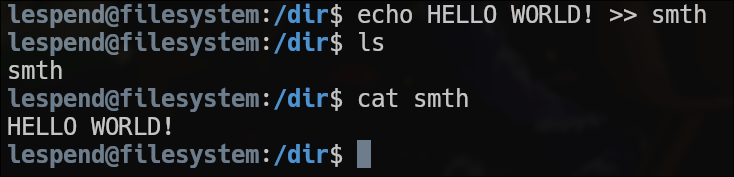 lespend@filesystem:/dir$ echo HELLO WORLD! >> smth
lespend@filesystem:/dir$ ls
smth
lespend@filesystem:/dir$ cat smth
HELLO WORLD!
lespend@filesystem:/dir$